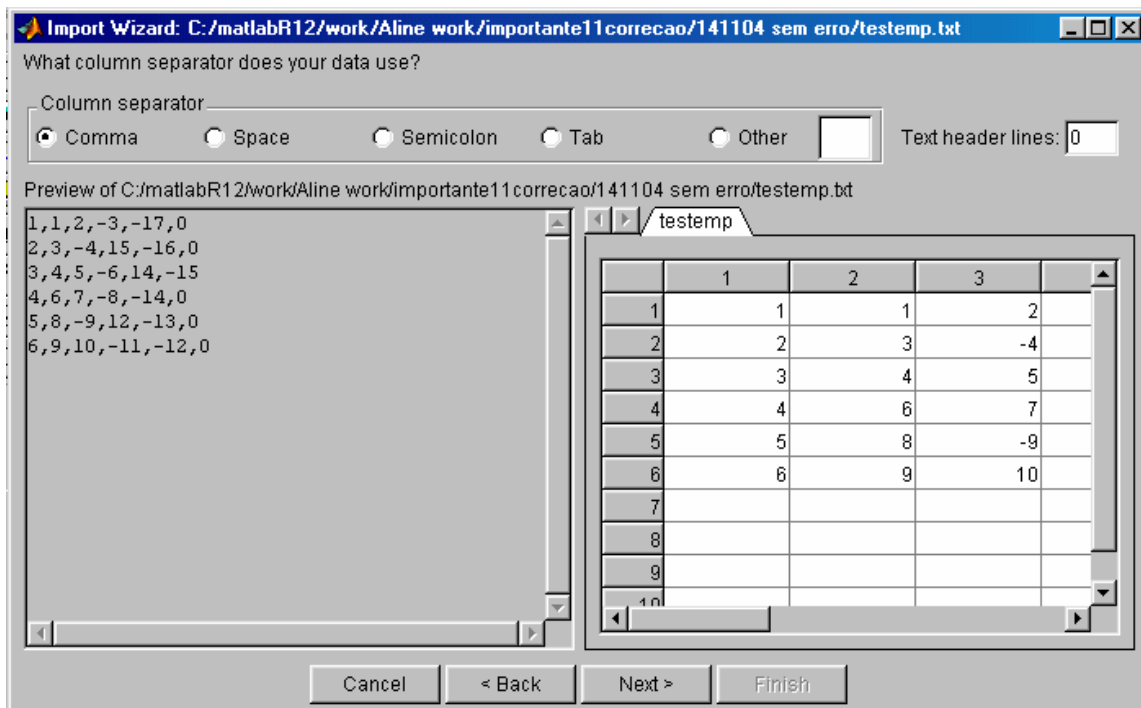 Import Wizard: C:/matlabR12/work/Aline work/importante11correcao/141104 sem erro/testemp.txt
What column separator does your data use?
Column separator
Comma Space Semicolon Tab Other Text header lines: 0
Preview of C:/matlabR12/work/Aline work/importante11correcao/141104 sem erro/testemp.txt
1,1,2,-3,-17,0
2,3,-4,15,-16,0
3,4,5,-6,14,-15
4,6,7,-8,-14,0
5,8,-9,12,-13,0
6,9,10,-11,-12,0
testemp
1 2 3
1 1 1 2
2 2 3 -4
3 3 4 5
4 4 6 7
5 5 8 -9
6 6 9 10
7
8
9
10
Cancel < Back Next > Finish